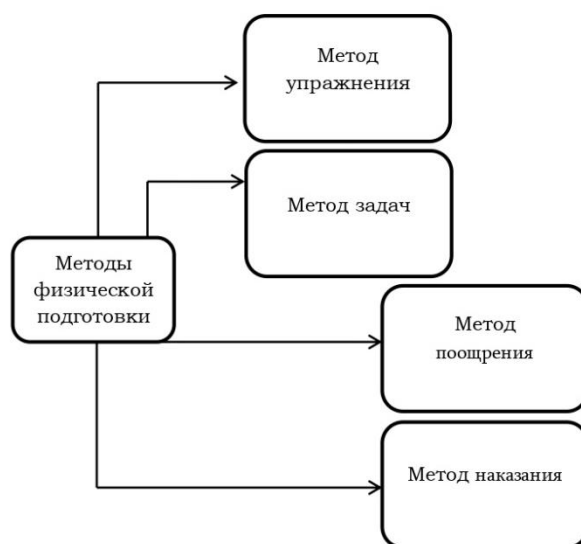 Метод
упражнения
Метод задач
Методы
физической
подготовки
Метод
поощрения
Метод наказания